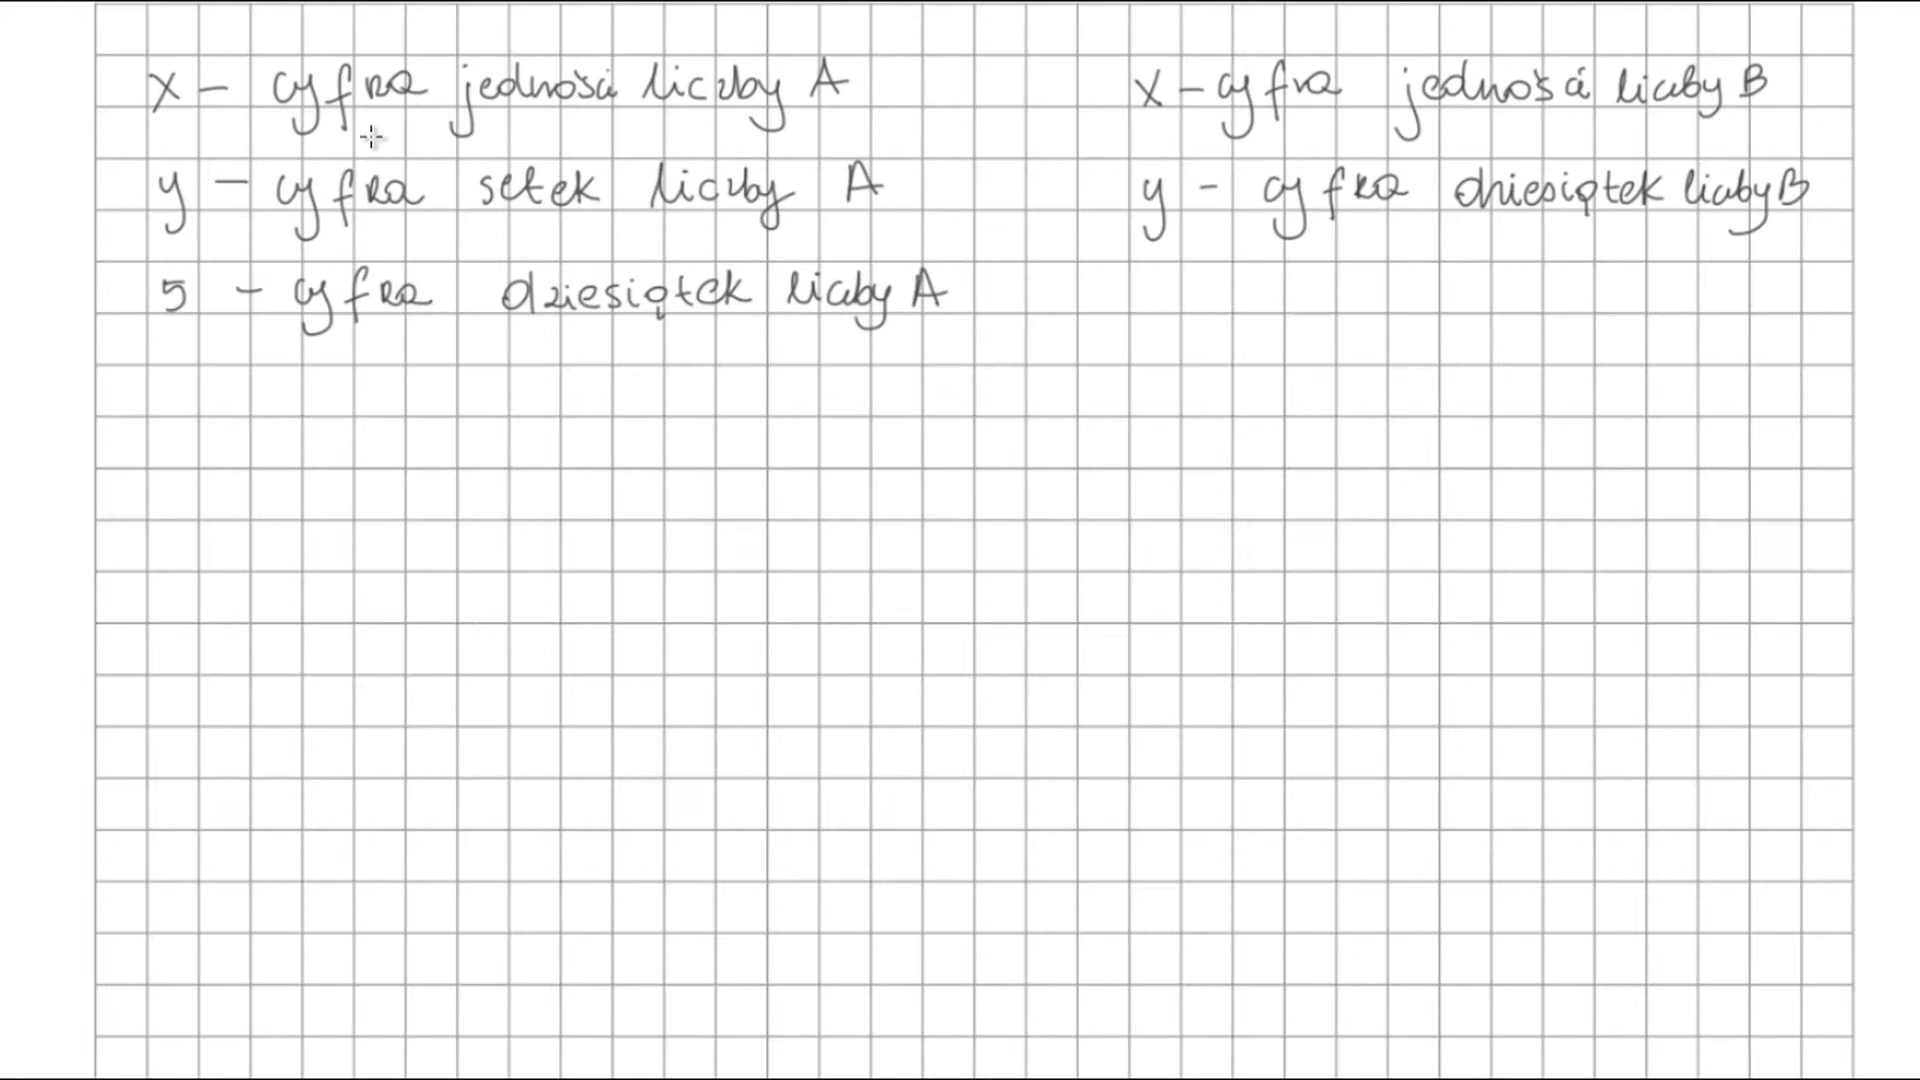 x - cyfra jedności liczby A
y - cyfra setek liczby A
5 - cyfra dziesiątek liczby A
x - cyfra jedności liczby B
y - cyfra dziesiątek liczby B